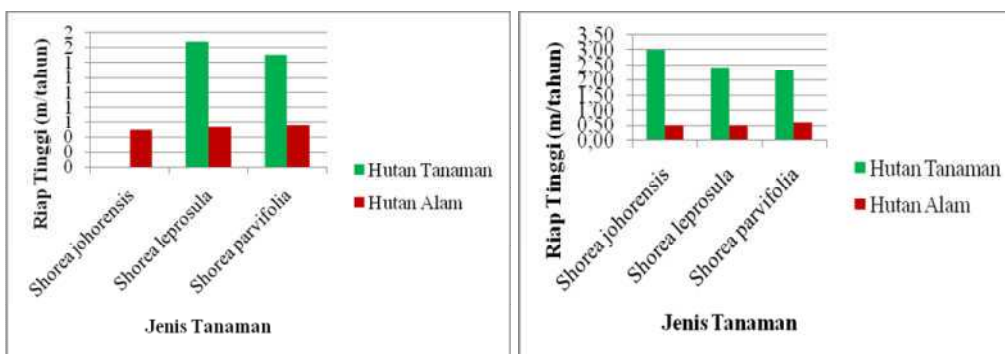 Riap Tinggi (m/tahun)
2
2
1
1
1
1
1
0
0
0
Shorea johorensis
Shorea leprosula
Shorea parvifolia
Jenis Tanaman
Hutan Tanaman
Hutan Alam
Riap Tinggi (m/tahun)
3,50
3,00
2,50
2,00
1,50
1,00
0,50
0,00
Shorea johorensis
Shorea leprosula
Shorea parvifolia
Jenis Tanaman
Hutan Tanaman
Hutan Alam